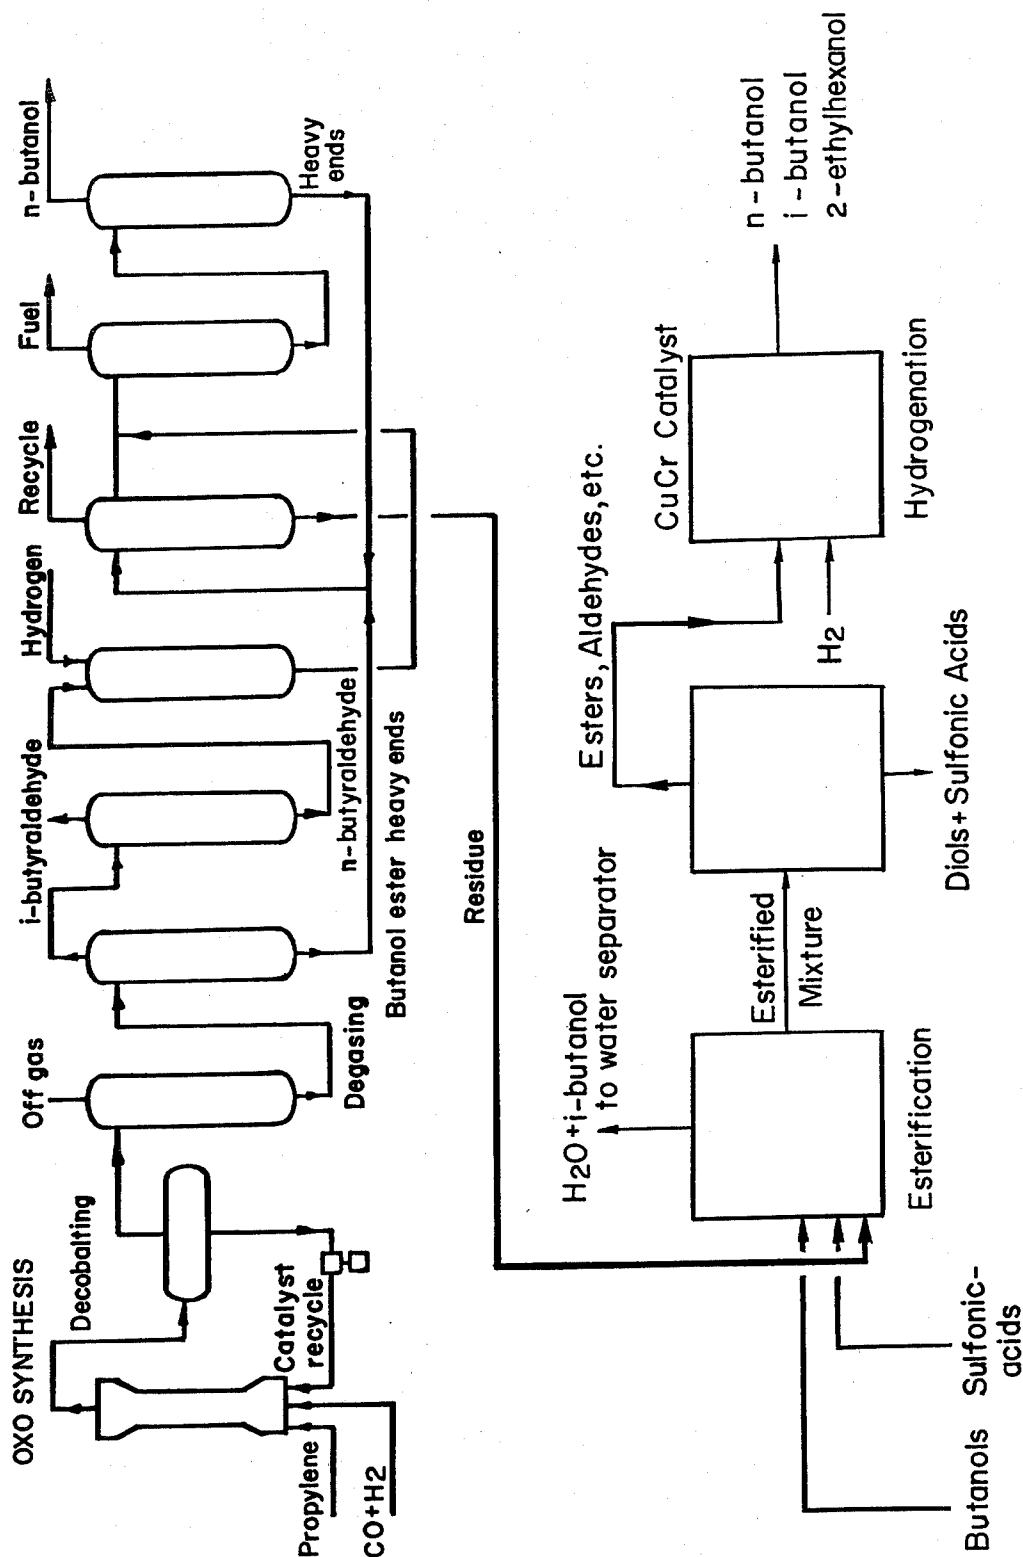 OXO SYNTHESIS
Decobalting
Off gas
i-butyraldehyde
Hydrogen
Recycle
Fuel
n-butanol
Propylene
CO+H2
Catalyst
recycle
Degasing
Butanol ester heavy ends
n-butyraldehyde
Heavy
ends
Residue
H2O+i-butanol
to water separator
Esterified
Mixture
Esters, Aldehydes, etc.
CuCr Catalyst
H2
n-butanol
i-butanol
2-ethylhexanol
Butanols
Sulfonic-
acids
Esterification
Diols+Sulfonic Acids
Hydrogenation